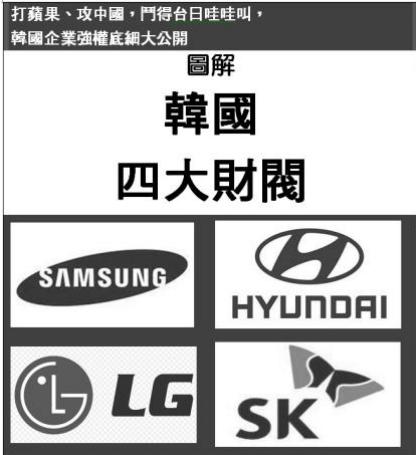 打蘋果、攻中國，鬥得台日哇哇叫，
韓國企業強權底細大公開
圖解
韓國
四大財閥
SAMSUNG
HYUNDAI
LG LG
SK